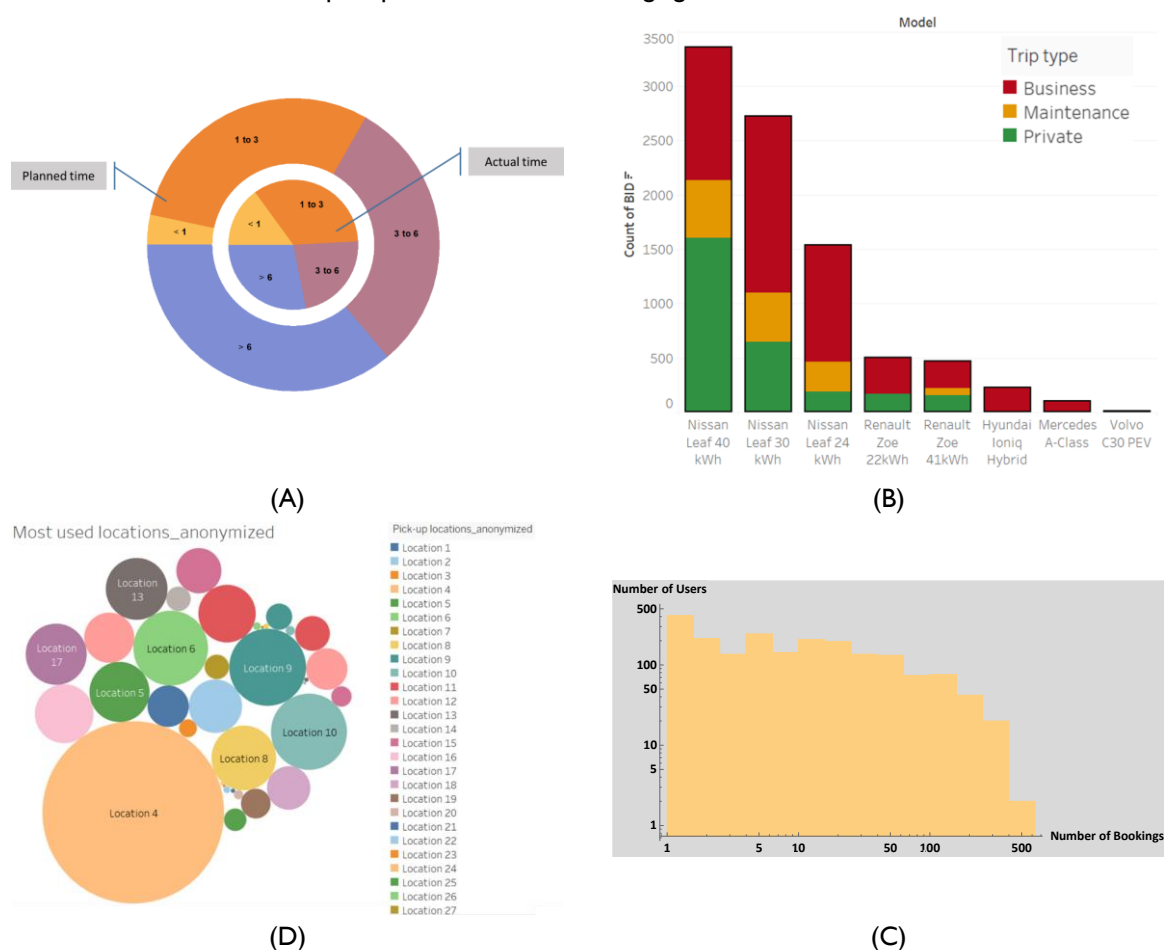 1 to 3
Planned time
Actual time
1 to 3
< 1
< 1
3 to 6
3 to 6
> 6
> 6
(A)
Model
3500
3000
2500
2000
1500
1000
500
0
Count of BID
Trip type
Business
Maintenance
Private
Nissan Leaf 40 kWh
Nissan Leaf 30 kWh
Nissan Leaf 24 kWh
Renault Zoe 22kWh
Renault Zoe 41kWh
Hyundai Ioniq Hybrid
Mercedes A-Class
Volvo C30 PEV
(B)
Most used locations_anonymized
Location 13
Location 17
Location 6
Location 5
Location 9
Location 10
Location 8
Location 4
Pick-up locations_anonymized
Location 1
Location 2
Location 3
Location 4
Location 5
Location 6
Location 7
Location 8
Location 9
Location 10
Location 11
Location 12
Location 13
Location 14
Location 15
Location 16
Location 17
Location 18
Location 19
Location 20
Location 21
Location 22
Location 23
Location 24
Location 25
Location 26
Location 27
(D)
Number of Users
500
100
50
10
5
1
1 5 10 50 100 500
Number of Bookings
(C)